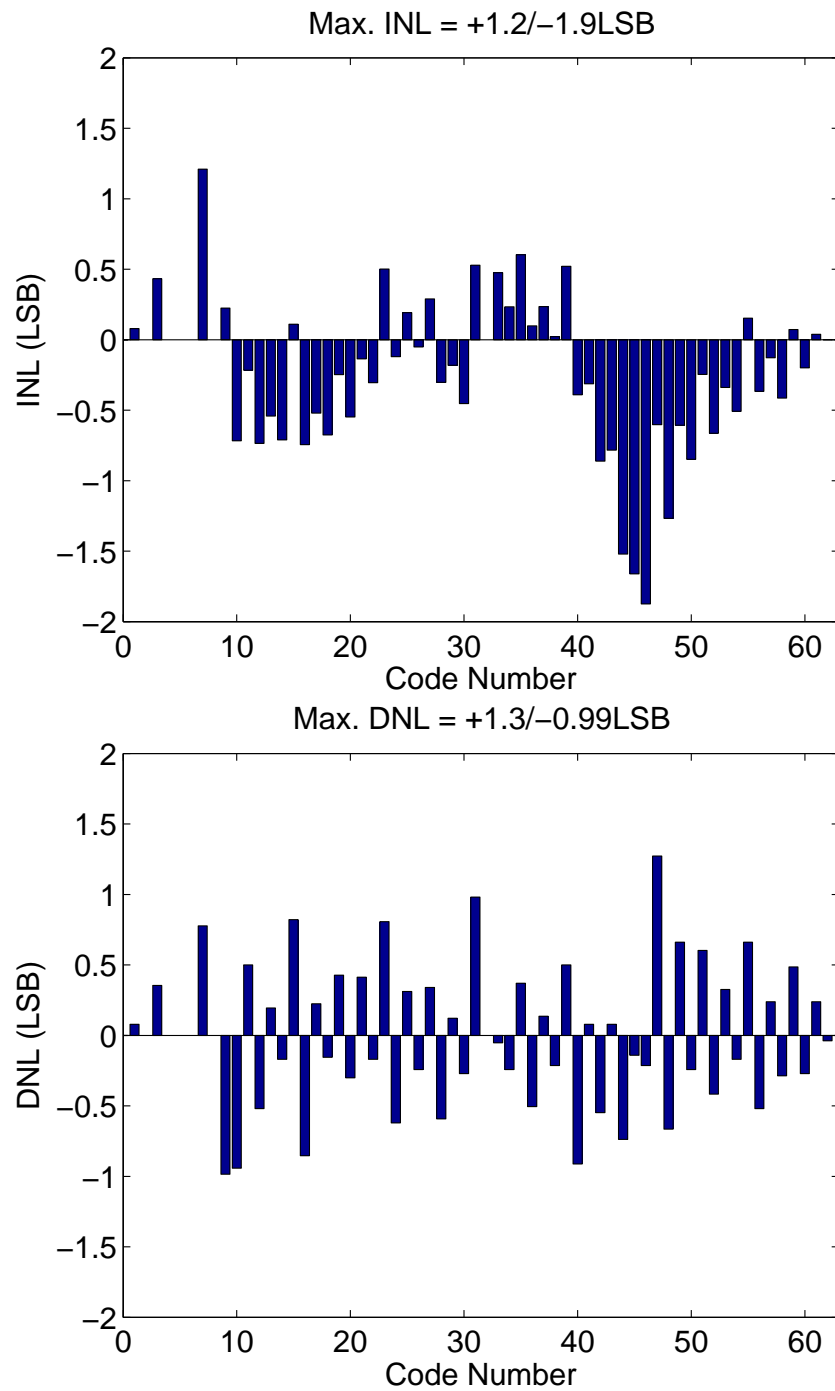 Max. INL = +1.2/−1.9LSB
2
1.5
1
0.5
0
−0.5
−1
−1.5
−2
INL (LSB)
0 10 20 30 40 50 60
Code Number
Max. DNL = +1.3/−0.99LSB
2
1.5
1
0.5
0
−0.5
−1
−1.5
−2
DNL (LSB)
0 10 20 30 40 50 60
Code Number